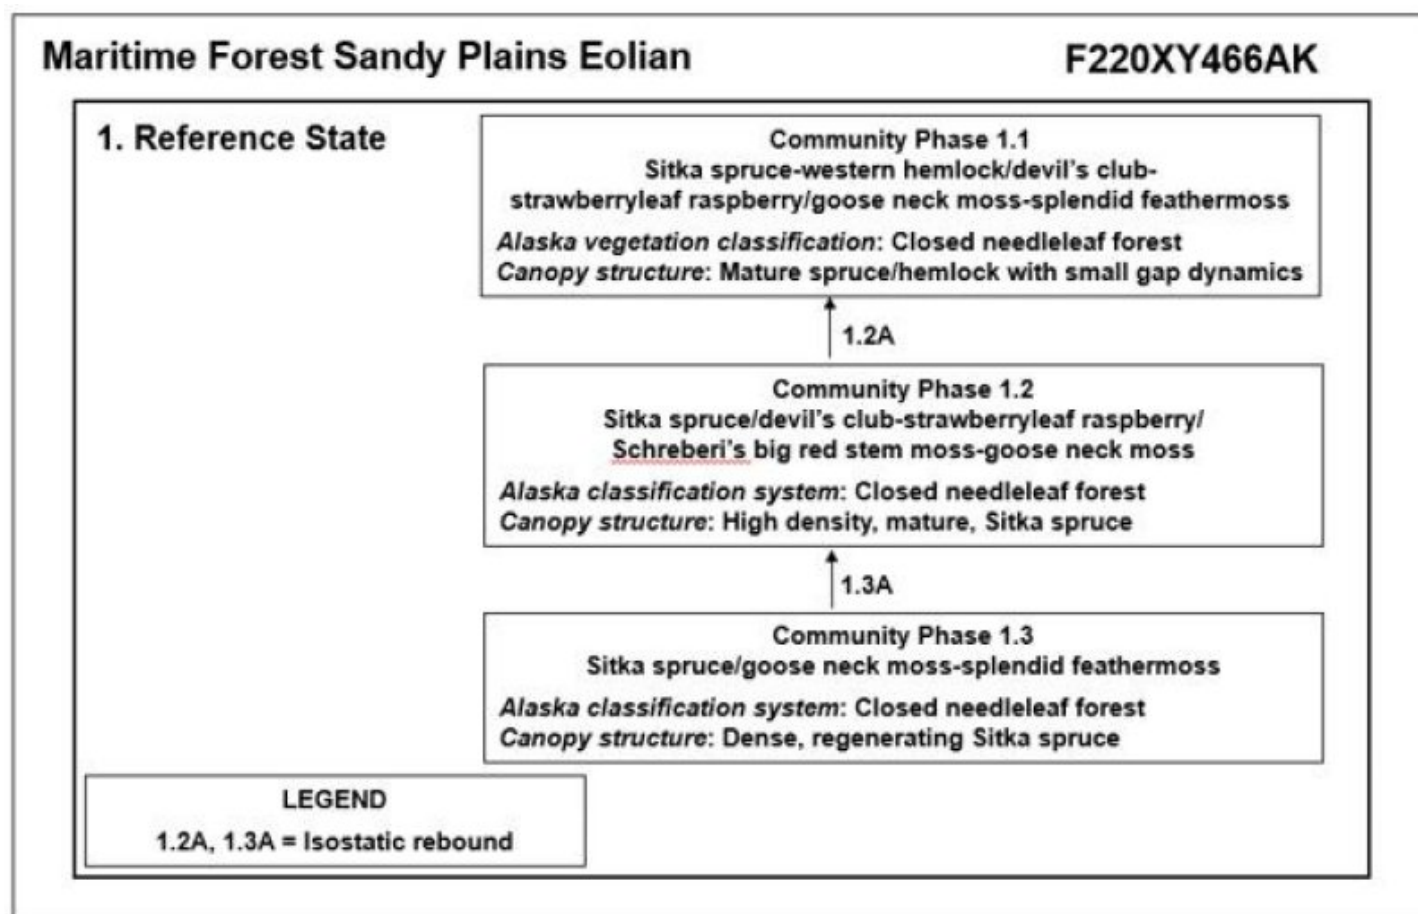 Maritime Forest Sandy Plains Eolian
F220XY466AK
1. Reference State
Community Phase 1.1
Sitka spruce-western hemlock/devil's club-
strawberryleaf raspberry/goose neck moss-splendid feathermoss
Alaska vegetation classification: Closed needleleaf forest
Canopy structure: Mature spruce/hemlock with small gap dynamics
1.2A
Community Phase 1.2
Sitka spruce/devil's club-strawberryleaf raspberry/
Schreberi's big red stem moss-goose neck moss
Alaska classification system: Closed needleleaf forest
Canopy structure: High density, mature, Sitka spruce
1.3A
Community Phase 1.3
Sitka spruce/goose neck moss-splendid feathermoss
Alaska classification system: Closed needleleaf forest
Canopy structure: Dense, regenerating Sitka spruce
LEGEND
1.2A, 1.3A = Isostatic rebound